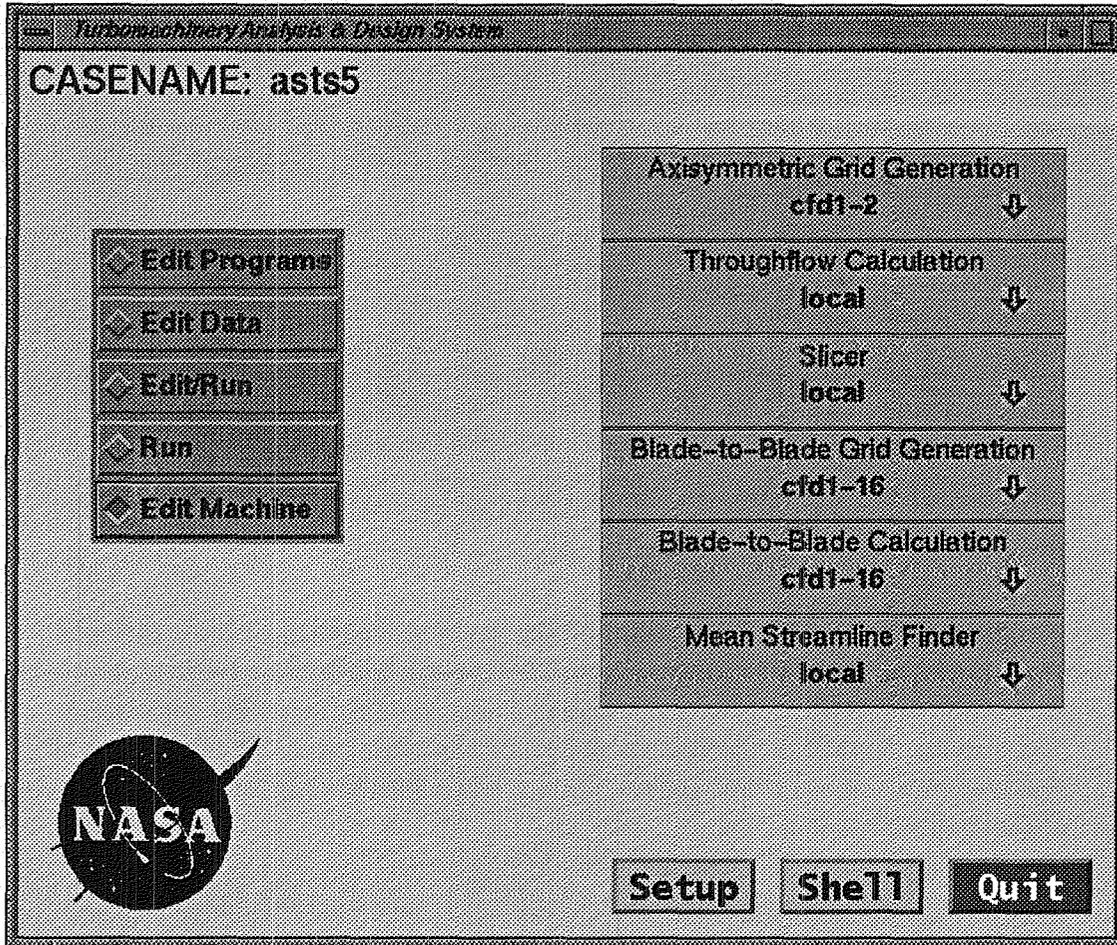 Turbomachinery Analysis & Design System
CASENAME: asts5
Edit Programs
Edit Data
Edit/Run
Run
Edit Machine
Axisymmetric Grid Generation
cfd1-2
Throughflow Calculation
local
Slicer
local
Blade-to-Blade Grid Generation
cfd1-16
Blade-to-Blade Calculation
cfd1-16
Mean Streamline Finder
local
NASA
Setup
Shell
Quit